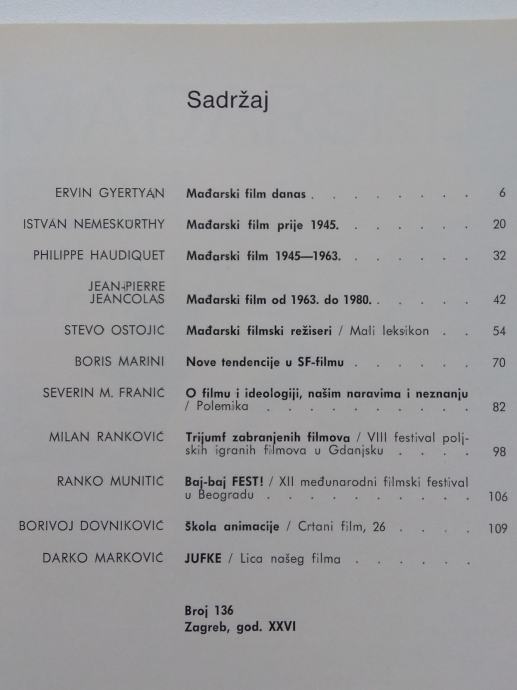 Sadržaj
ERVIN GYERTYÁN Mađarski film danas . . . . . . . 6
ISTVÁN NEMESKÜRTHY Mađarski film prije 1945. . . . . . 20
PHILIPPE HAUDIQUET Mađarski film 1945—1963. . . . . . 32
JEAN-PIERRE
JEANCOLAS Mađarski film od 1963. do 1980. . . . . 42
STEVO OSTOJIĆ Mađarski filmski režiseri / Mali leksikon . . 54
BORIS MARINI Nove tendencije u SF-filmu . . . . . 70
SEVERIN M. FRANIĆ O filmu i ideologiji, našim naravima i neznanju
/ Polemika . . . . . . . . . . 82
MILAN RANKOVIĆ Trijumf zabranjenih filmova / VIII festival polj-
skih igranih filmova u Gdanjsku . . . . 98
RANKO MUNITIĆ Baj-baj FEST! / XII međunarodni filmski festival
u Beogradu . . . . . . . . . . 106
BORIVOJ DOVNIKOVIĆ Škola animacije / Crtani film, 26 . . . . 109
DARKO MARKOVIĆ JUFKE / Lica našeg filma . . . . .
Broj 136
Zagreb, god. XXVI